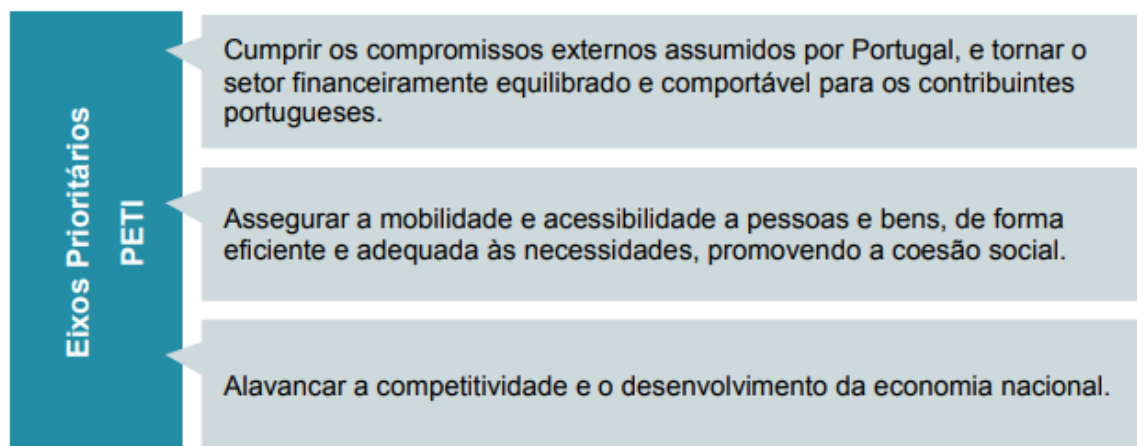 Eixos Prioritários
PETI
Cumprir os compromissos externos assumidos por Portugal, e tornar o
setor financeiramente equilibrado e comportável para os contribuintes
portugueses.
Assegurar a mobilidade e acessibilidade a pessoas e bens, de forma
eficiente e adequada às necessidades, promovendo a coesão social.
Alavancar a competitividade e o desenvolvimento da economia nacional.